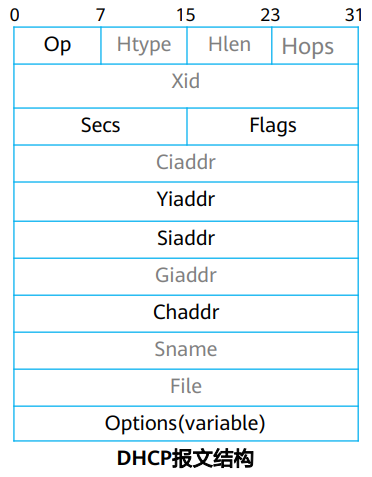 0 7 15 23 31
Op Htype Hlen Hops
Xid
Secs Flags
Ciaddr
Yiaddr
Siaddr
Giaddr
Chaddr
Sname
File
Options(variable)
DHCP报文结构